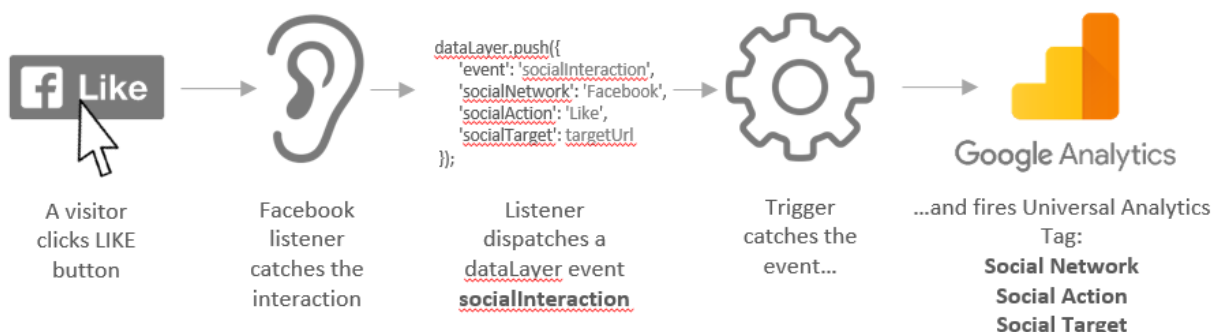 Like
A visitor
clicks LIKE
button
Facebook
listener
catches the
interaction
dataLayer.push({
'event': 'socialInteraction',
'socialNetwork': 'Facebook',
'socialAction': 'Like',
'socialTarget': targetUrl
});
Listener
dispatches a
dataLayer event
socialInteraction
Trigger
catches the
event...
Google Analytics
...and fires Universal Analytics
Tag:
Social Network
Social Action
Social Target